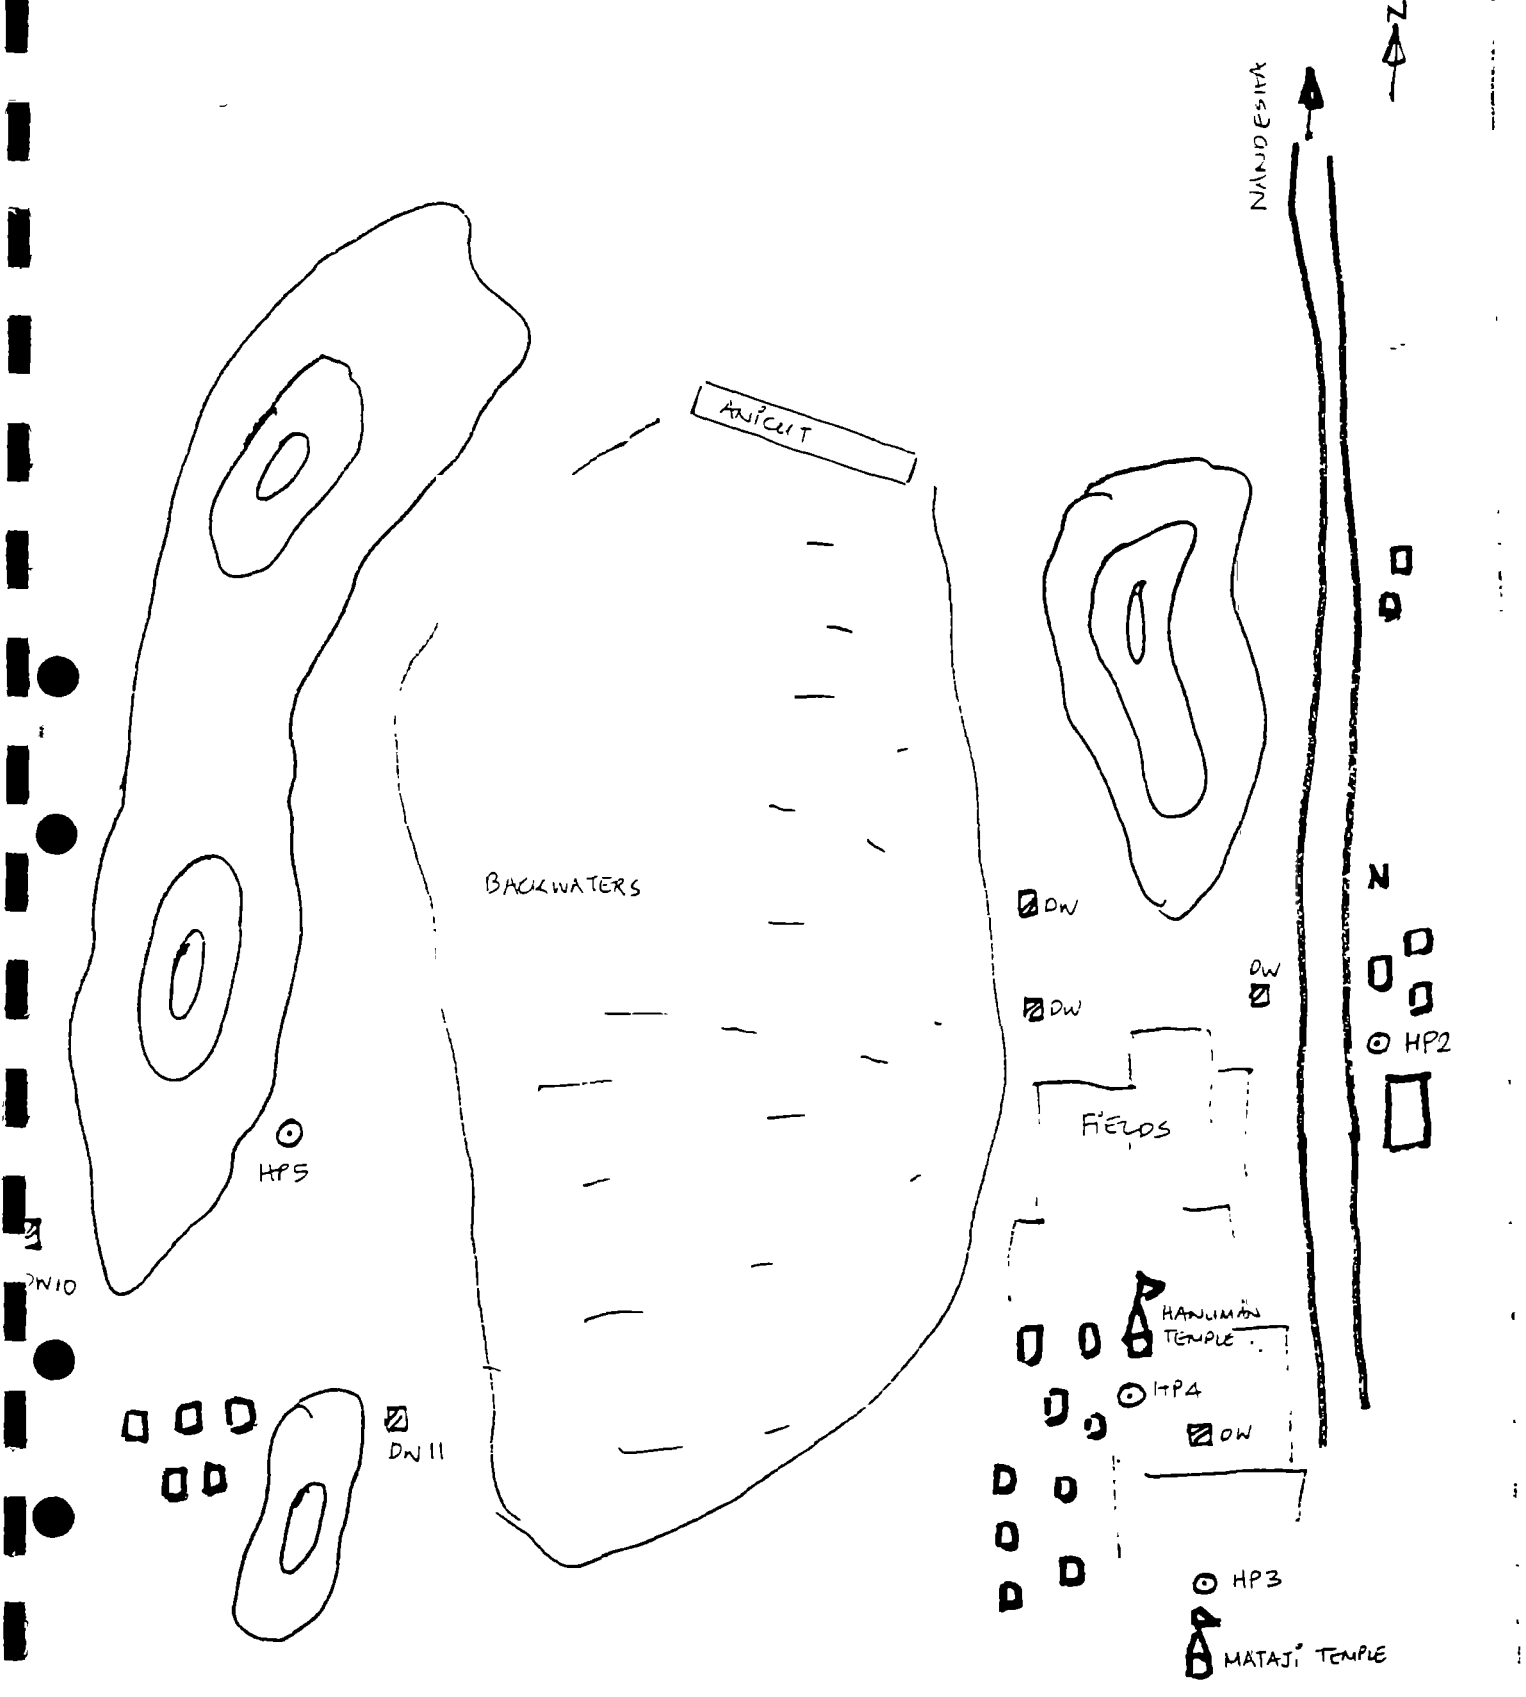 N
NANDESHA
ANICUT
BACKWATERS
DW
N
DW
DW
HP2
FIELDS
HP5
DW10
HANUMAN
TEMPLE
HP4
DW
DW11
HP3
MATAJI TEMPLE